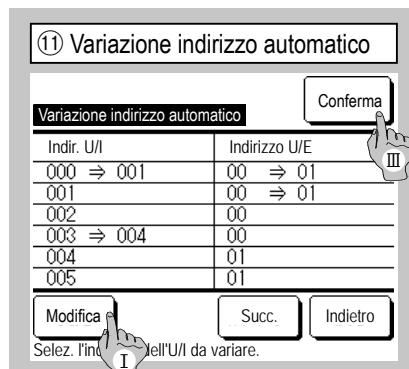 ⑪ Variazione indirizzo automatico
Conferma
Variazione indirizzo automatico
Indir. U/I Indirizzo U/E
000 ⇒ 001 00 ⇒ 01
001 00 ⇒ 01
002 00
003 ⇒ 004 00
004 01
005 01
III
Modifica Succ. Indietro
I
Selez. dell'U/I da variare.